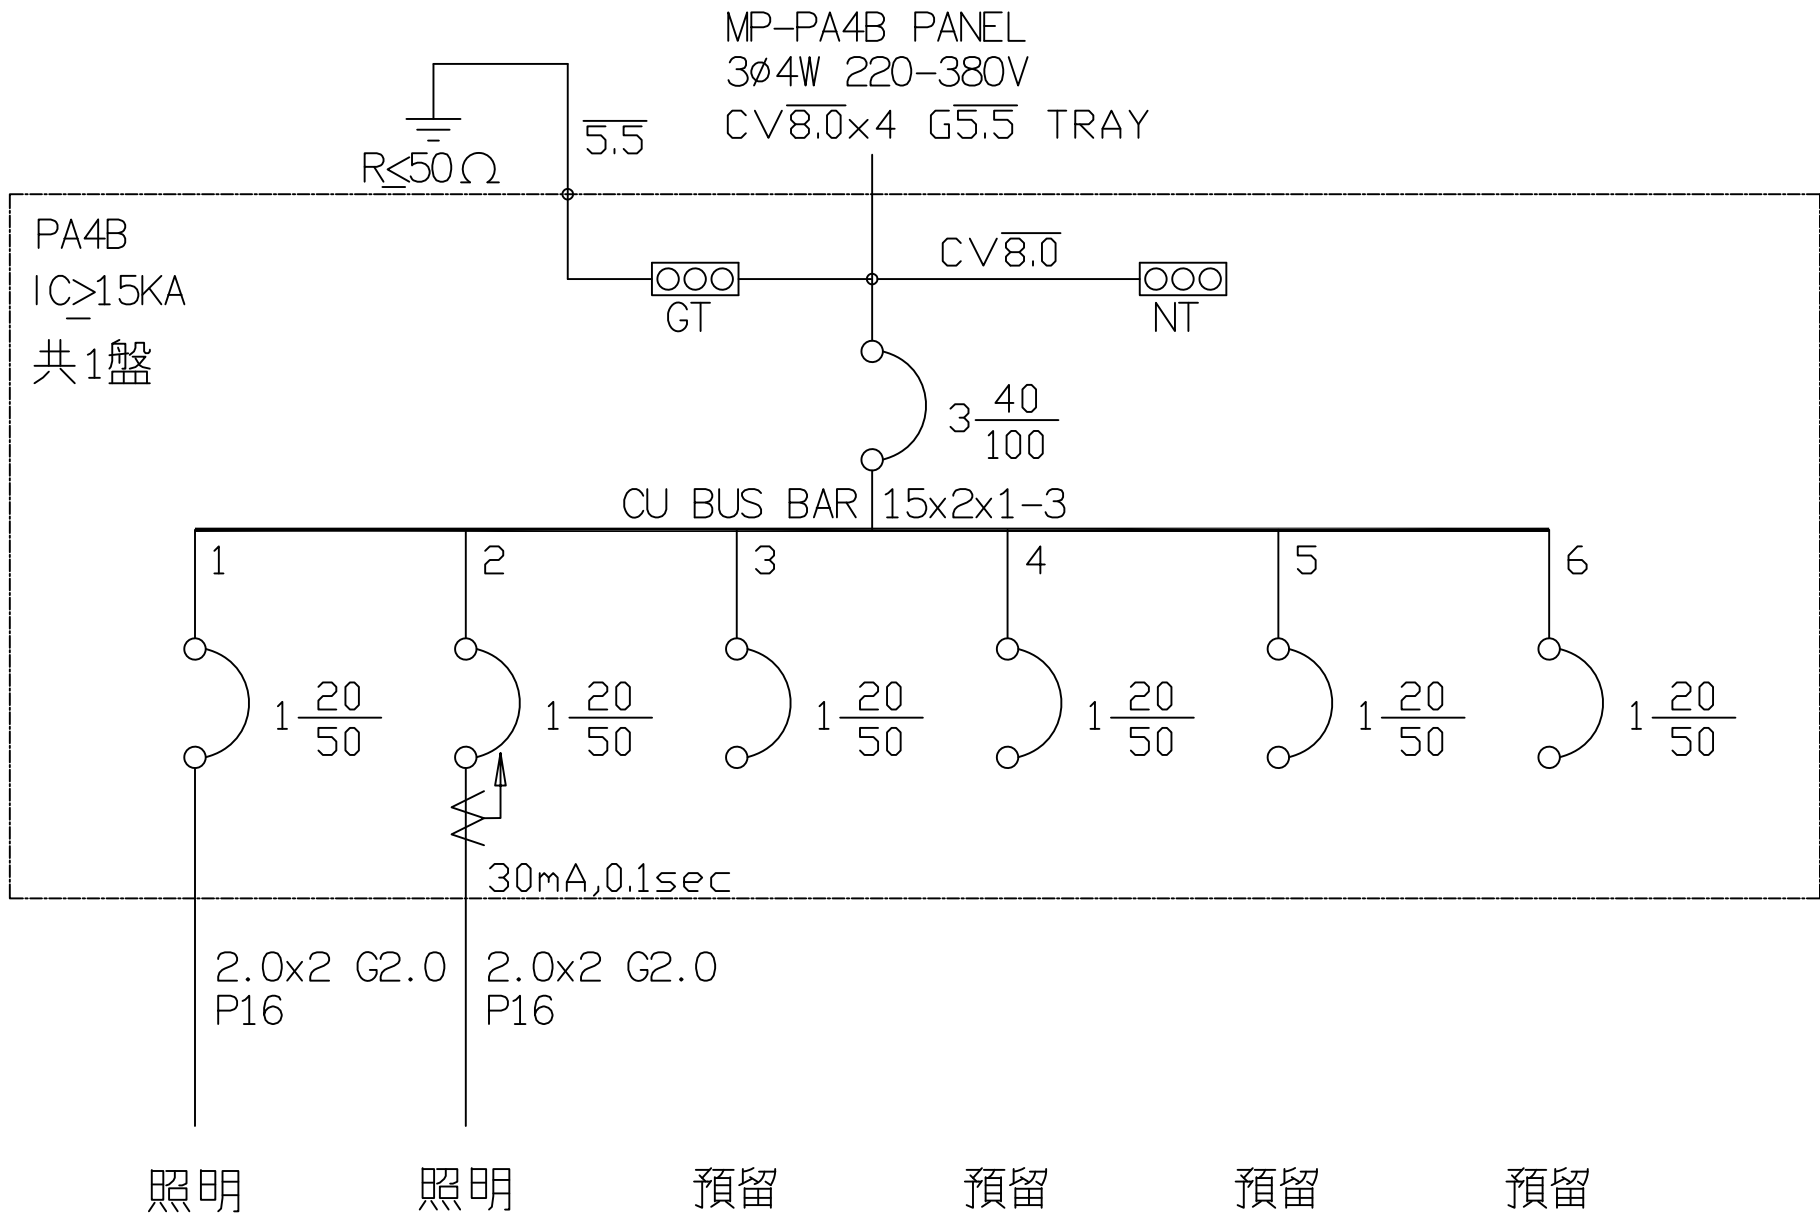 MP-PA4B PANEL
3ø4W 220-380V
CV8.0x4 G5.5 TRAY
5.5
R≤50Ω
PA4B
IC≥15KA
共1盤
CV8.0
GT
NT
3 40/100
CU BUS BAR 15x2x1-3
1 2 3 4 5 6
1 20/50 1 20/50 1 20/50 1 20/50 1 20/50 1 20/50
30mA,0.1sec
2.0x2 G2.0 2.0x2 G2.0
P16 P16
照明 照明 預留 預留 預留 預留